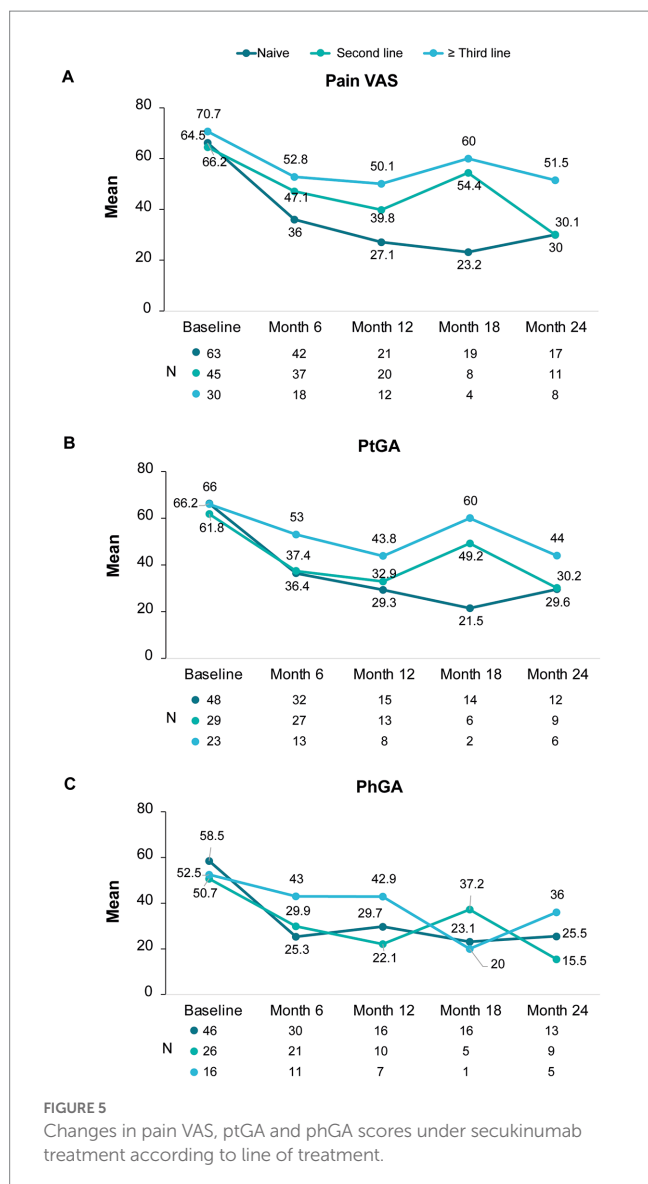 Naive Second line ≥ Third line
A Pain VAS
Mean
80
60
40
20
0
70.7
64.5
66.2
52.8
47.1
36
50.1
39.8
27.1
60
54.4
23.2
51.5
30.1
30
Baseline Month 6 Month 12 Month 18 Month 24
N
63 42 21 19 17
45 37 20 8 11
30 18 12 4 8
B PtGA
Mean
80
60
40
20
0
66
66.2
61.8
53
37.4
36.4
43.8
32.9
29.3
60
49.2
21.5
44
30.2
29.6
Baseline Month 6 Month 12 Month 18 Month 24
N
48 32 15 14 12
29 27 13 6 9
23 13 8 2 6
C PhGA
Mean
80
60
40
20
0
58.5
52.5
50.7
43
29.9
25.3
42.9
29.7
22.1
37.2
23.1
20
36
25.5
15.5
Baseline Month 6 Month 12 Month 18 Month 24
N
46 30 16 16 13
26 21 10 5 9
16 11 7 1 5
FIGURE 5
Changes in pain VAS, ptGA and phGA scores under secukinumab
treatment according to line of treatment.